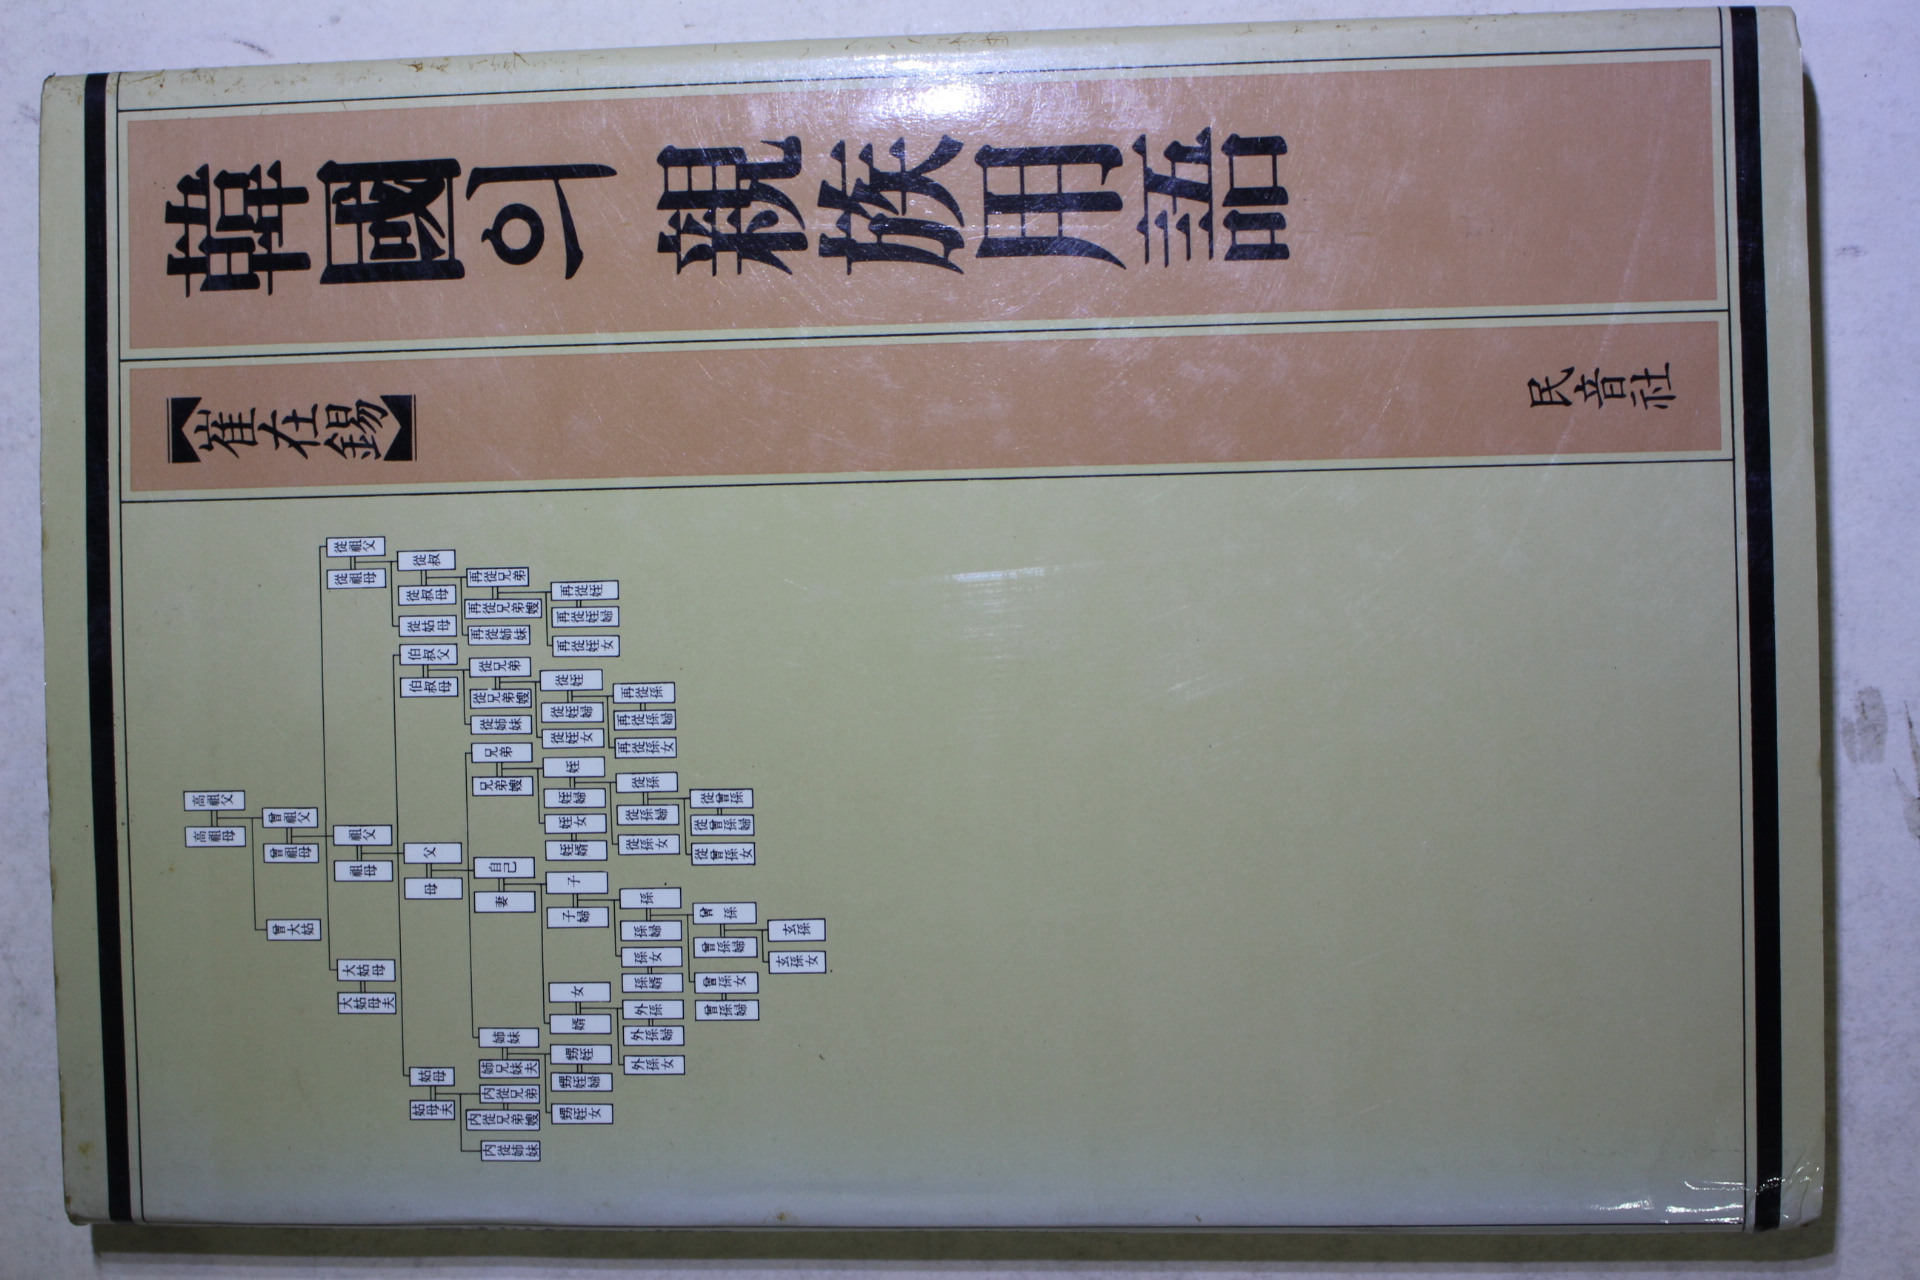 韓國의 親族用語
崔在錫
民音社
高祖父
高祖母
曾祖父
曾祖母
曾大姑
從祖父
從祖母
祖父
祖母
大姑母
大姑母夫
從叔
從叔母
從姑母
伯叔父
伯叔母
父
母
姑母
姑母夫
再從兄弟
再從兄弟嫂
再從姉妹
從兄弟
從兄弟嫂
從姉妹
兄弟
兄弟嫂
自己
妻
姉妹
姉兄妹夫
內從兄弟
內從兄弟嫂
內從姉妹
再從姪
再從姪婦
再從姪女
從姪
從姪婦
從姪女
姪
姪婦
姪女
姪婿
子
子婦
女
婿
甥姪
甥姪婦
甥姪女
再從孫
再從孫婦
再從孫女
從孫
從孫婦
從孫女
孫
孫婦
孫女
孫婿
外孫
外孫婦
外孫女
從曾孫
從曾孫婦
從曾孫女
曾孫
曾孫婦
曾孫女
曾孫婦
玄孫
玄孫女